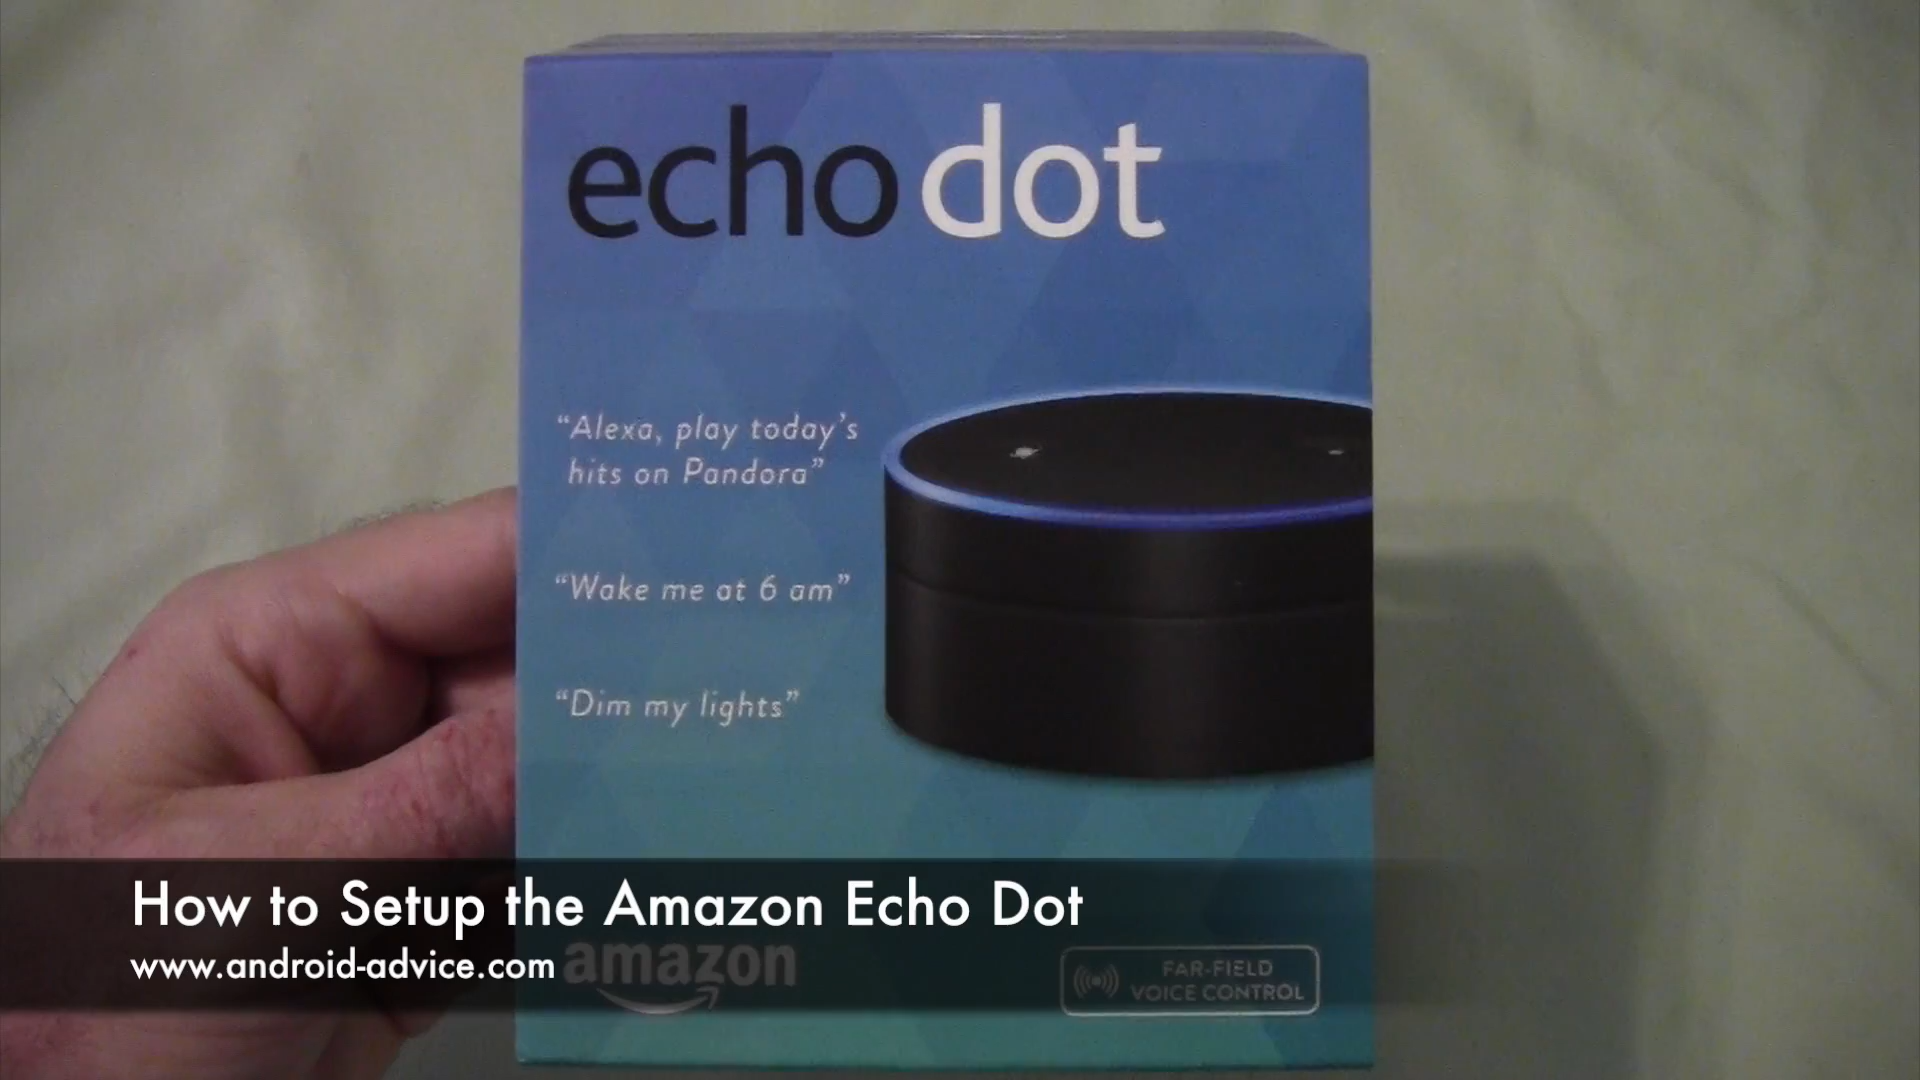 echo dot
“Alexa, play today’s
hits on Pandora”
“Wake me at 6 am”
“Dim my lights”
How to Setup the Amazon Echo Dot
www.android-advice.com
amazon
FAR-FIELD
VOICE CONTROL